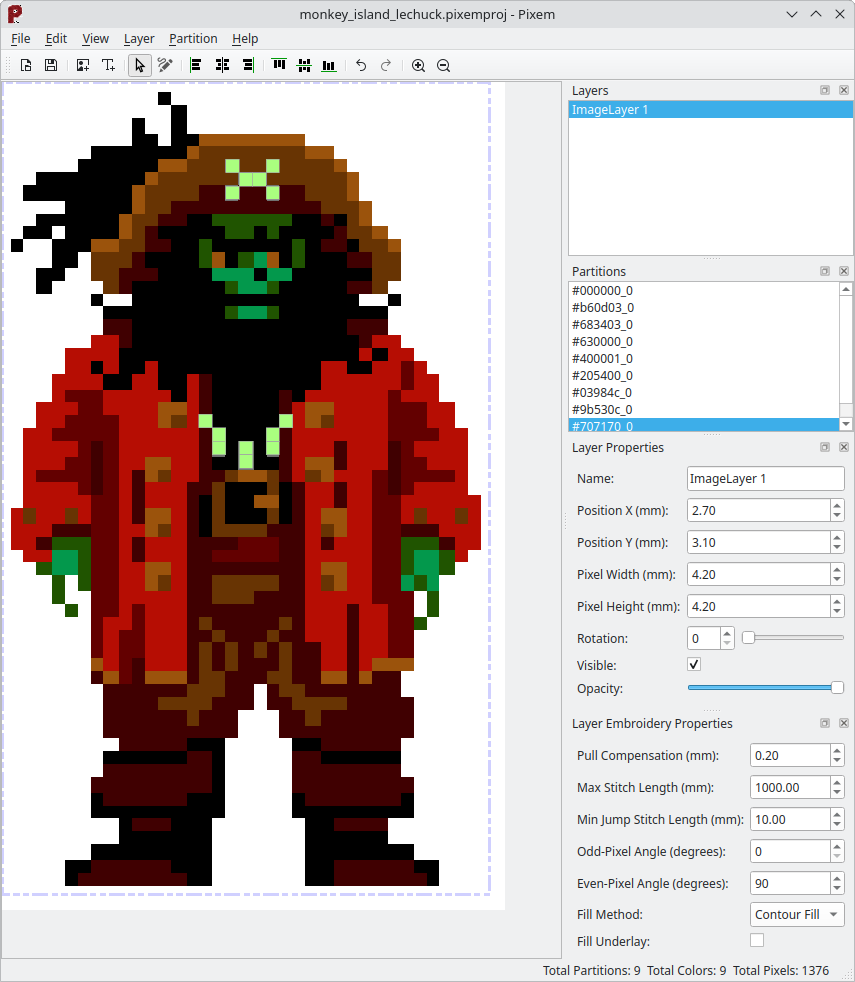 monkey_island_lechuck.pixemproj - Pixem
File Edit View Layer Partition Help
Layers
ImageLayer 1
Partitions
#000000_0
#b60d03_0
#683403_0
#630000_0
#400001_0
#205400_0
#03984c_0
#9b530c_0
#707170_0
Layer Properties
Name: ImageLayer 1
Position X (mm): 2.70
Position Y (mm): 3.10
Pixel Width (mm): 4.20
Pixel Height (mm): 4.20
Rotation: 0
Visible:
Opacity:
Layer Embroidery Properties
Pull Compensation (mm): 0.20
Max Stitch Length (mm): 1000.00
Min Jump Stitch Length (mm): 10.00
Odd-Pixel Angle (degrees): 0
Even-Pixel Angle (degrees): 90
Fill Method: Contour Fill
Fill Underlay:
Total Partitions: 9 Total Colors: 9 Total Pixels: 1376